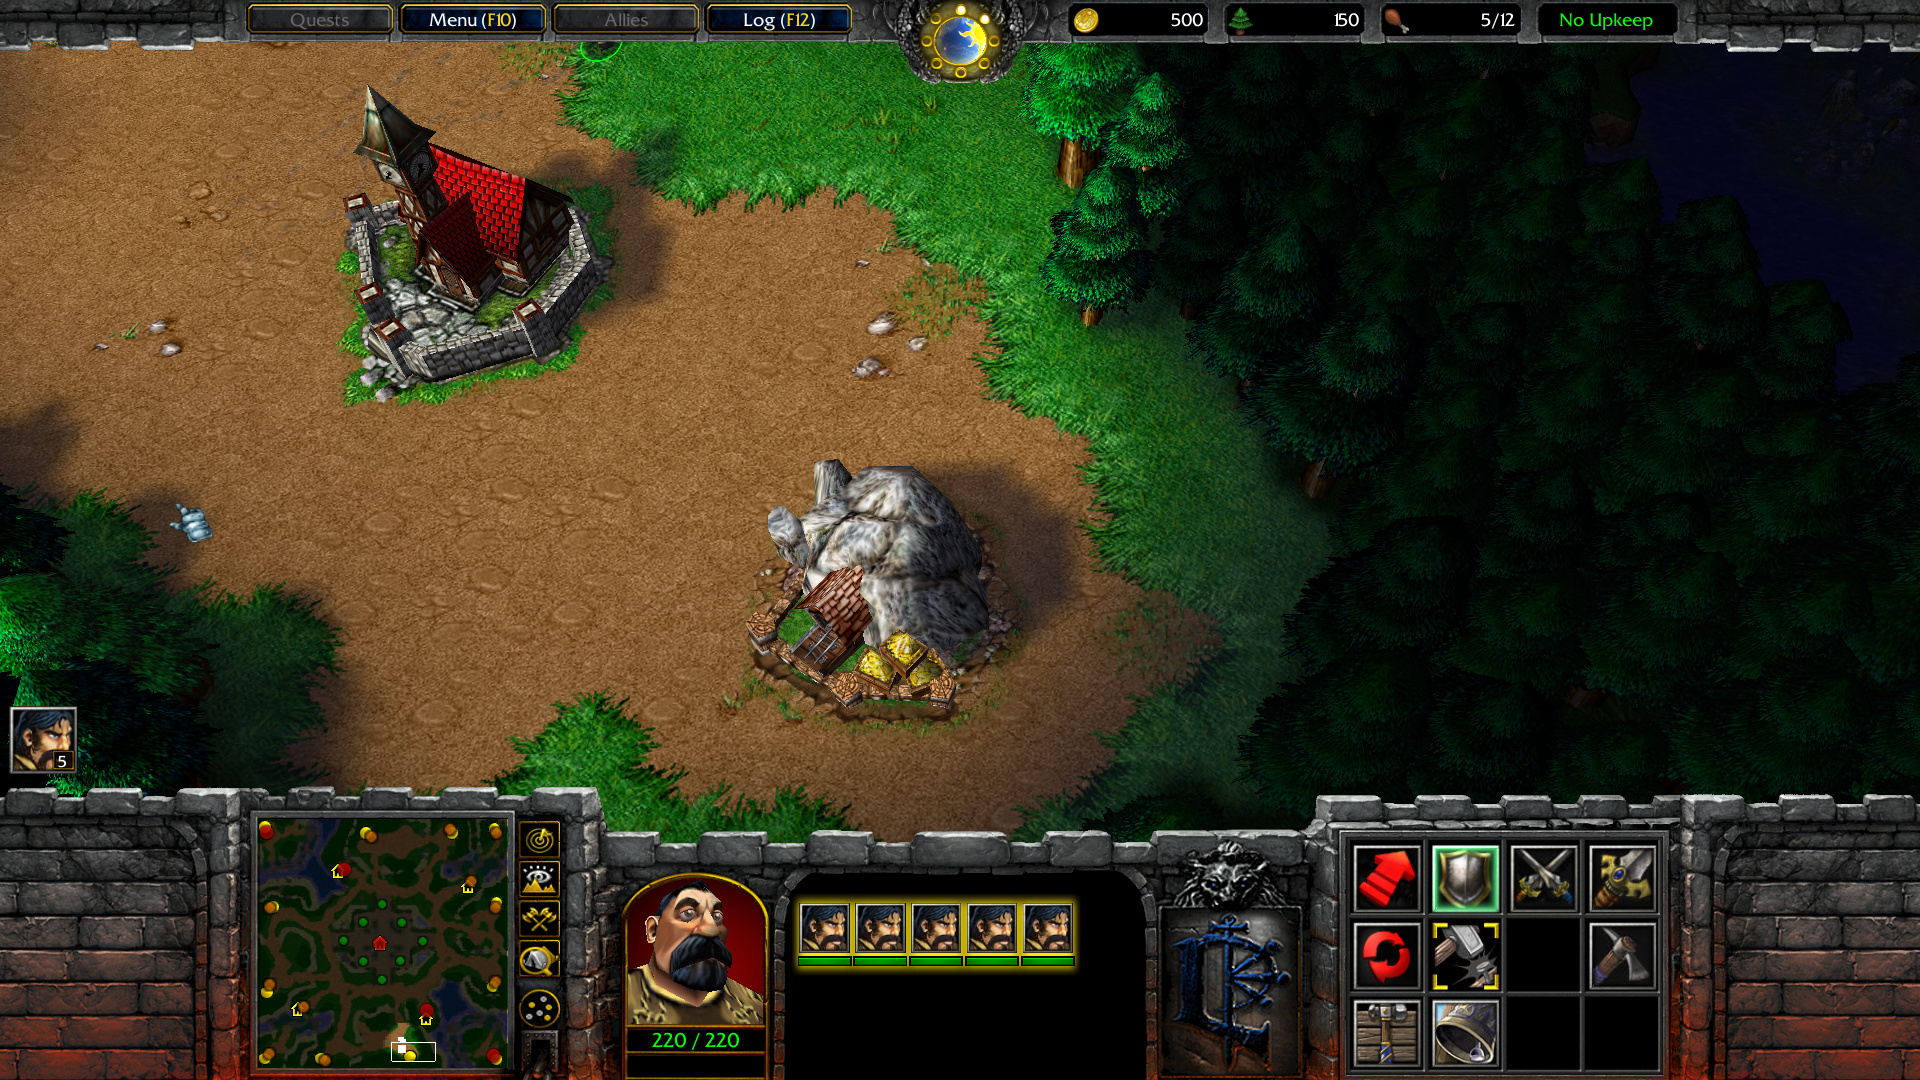 Quests
Menu (F10)
Allies
Log (F12)
500
150
5/12
No Upkeep
5
220 / 220